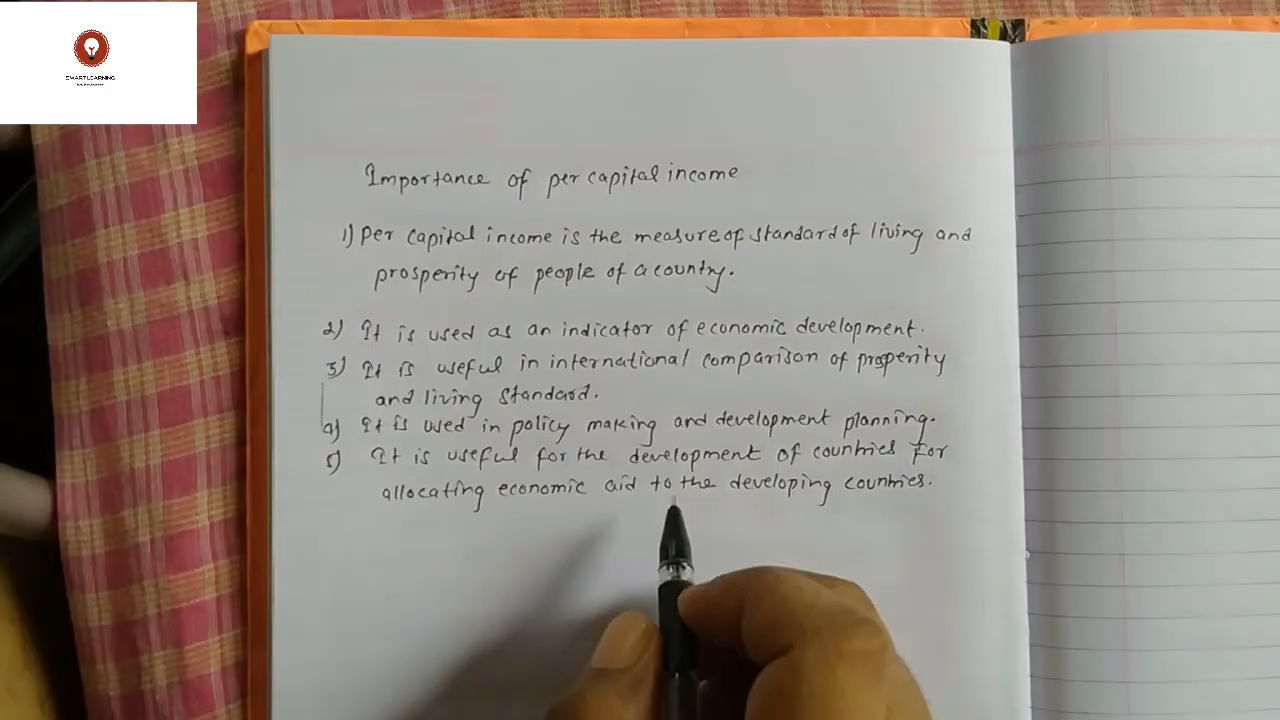 SMART LEARNING
Importance of per capital income
1) per capital income is the measure of standard of living and
prosperity of people of a country.
2) It is used as an indicator of economic development.
3) It is useful in international comparison of prosperity
and living standard.
4) It is used in policy making and development planning.
5) It is useful for the development of countries for
allocating economic aid to the developing countries.